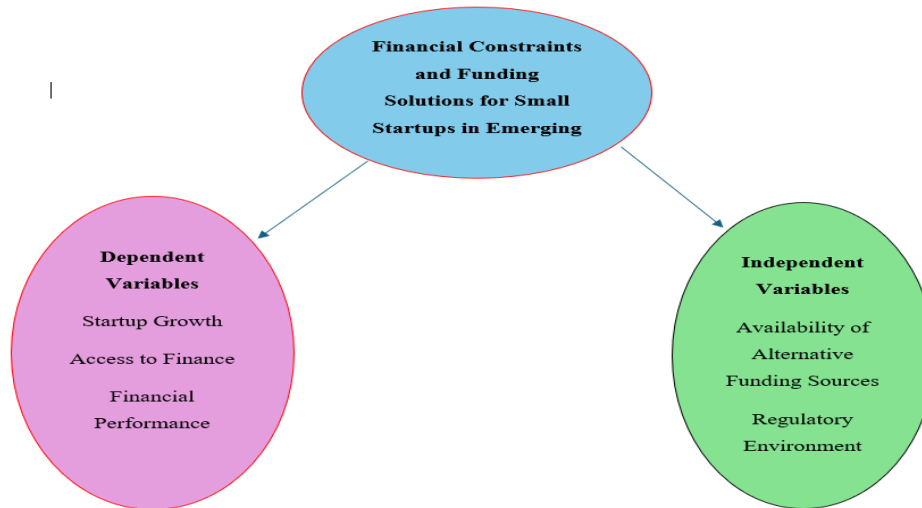 Financial Constraints
and Funding
Solutions for Small
Startups in Emerging
Dependent
Variables
Startup Growth
Access to Finance
Financial
Performance
Independent
Variables
Availability of
Alternative
Funding Sources
Regulatory
Environment